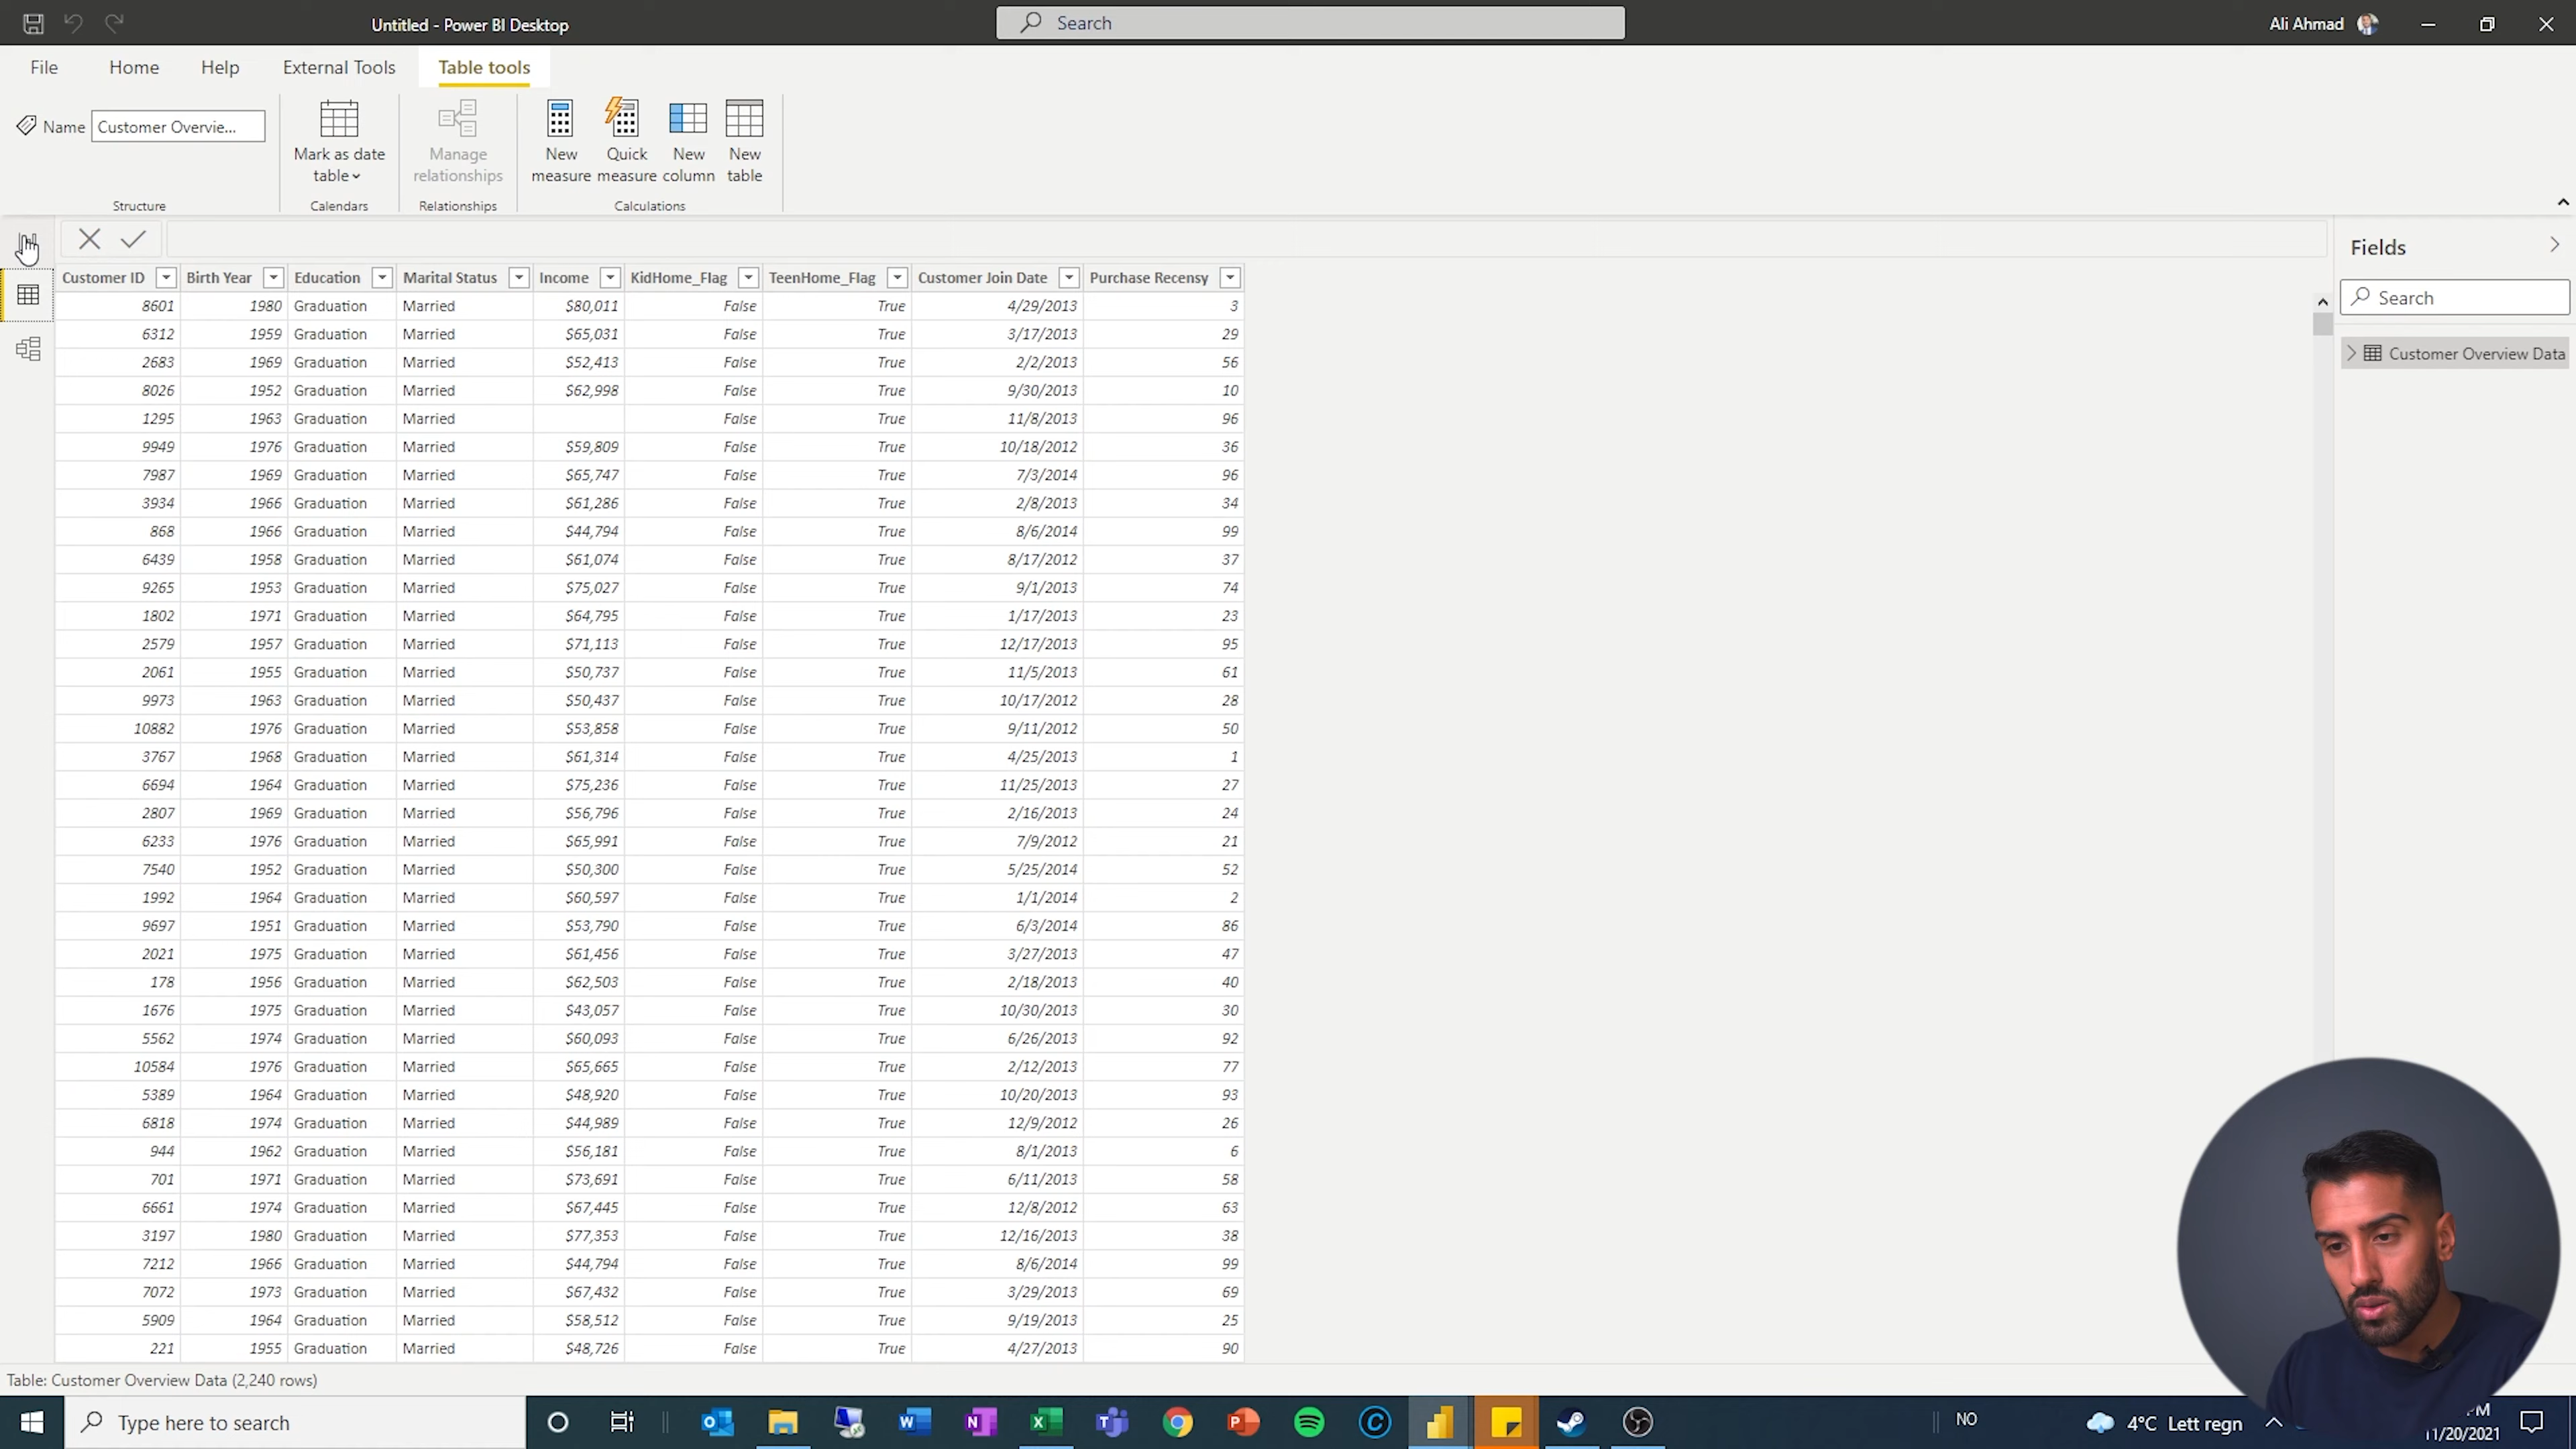 Untitled - Power BI Desktop
Search
Ali Ahmad
File Home Help External Tools Table tools
Name Customer Overvie...
Mark as date table
Manage relationships
New measure
Quick measure
New column
New table
Structure Calendars Relationships Calculations
Customer ID Birth Year Education Marital Status Income KidHome_Flag TeenHome_Flag Customer Join Date Purchase Recensy
8601 1980 Graduation Married $80,011 False True 4/29/2013 3
6312 1959 Graduation Married $65,031 False True 3/17/2013 29
2683 1969 Graduation Married $52,413 False True 2/2/2013 56
8026 1952 Graduation Married $62,998 False True 9/30/2013 10
1295 1963 Graduation Married False True 11/8/2013 96
9949 1976 Graduation Married $59,809 False True 10/18/2012 36
7987 1969 Graduation Married $65,747 False True 7/3/2014 96
3934 1966 Graduation Married $61,286 False True 2/8/2013 34
868 1966 Graduation Married $44,794 False True 8/6/2014 99
6439 1958 Graduation Married $61,074 False True 8/17/2012 37
9265 1953 Graduation Married $75,027 False True 9/1/2013 74
1802 1971 Graduation Married $64,795 False True 1/17/2013 23
2579 1957 Graduation Married $71,113 False True 12/17/2013 95
2061 1955 Graduation Married $50,737 False True 11/5/2013 61
9973 1963 Graduation Married $50,437 False True 10/17/2012 28
10882 1976 Graduation Married $53,858 False True 9/11/2012 50
3767 1968 Graduation Married $61,314 False True 4/25/2013 1
6694 1964 Graduation Married $75,236 False True 11/25/2013 27
2807 1969 Graduation Married $56,796 False True 2/16/2013 24
6233 1976 Graduation Married $65,991 False True 7/9/2012 21
7540 1952 Graduation Married $50,300 False True 5/25/2014 52
1992 1964 Graduation Married $60,597 False True 1/1/2014 2
9697 1951 Graduation Married $53,790 False True 6/3/2014 86
2021 1975 Graduation Married $61,456 False True 3/27/2013 47
178 1956 Graduation Married $62,503 False True 2/18/2013 40
1676 1975 Graduation Married $43,057 False True 10/30/2013 30
5562 1974 Graduation Married $60,093 False True 6/26/2013 92
10584 1976 Graduation Married $65,665 False True 2/12/2013 77
5389 1964 Graduation Married $48,920 False True 10/20/2013 93
6818 1974 Graduation Married $44,989 False True 12/9/2012 26
944 1962 Graduation Married $56,181 False True 8/1/2013 6
701 1971 Graduation Married $73,691 False True 6/11/2013 58
6661 1974 Graduation Married $67,445 False True 12/8/2012 63
3197 1980 Graduation Married $77,353 False True 12/16/2013 38
7212 1966 Graduation Married $44,794 False True 8/6/2014 99
7072 1973 Graduation Married $67,432 False True 3/29/2013 69
5909 1964 Graduation Married $58,512 False True 9/19/2013 25
221 1955 Graduation Married $48,726 False True 4/27/2013 90
Fields
Search
Customer Overview Data
Table: Customer Overview Data (2,240 rows)
Type here to search
NO
4°C Lett regn
PM
11/20/2021